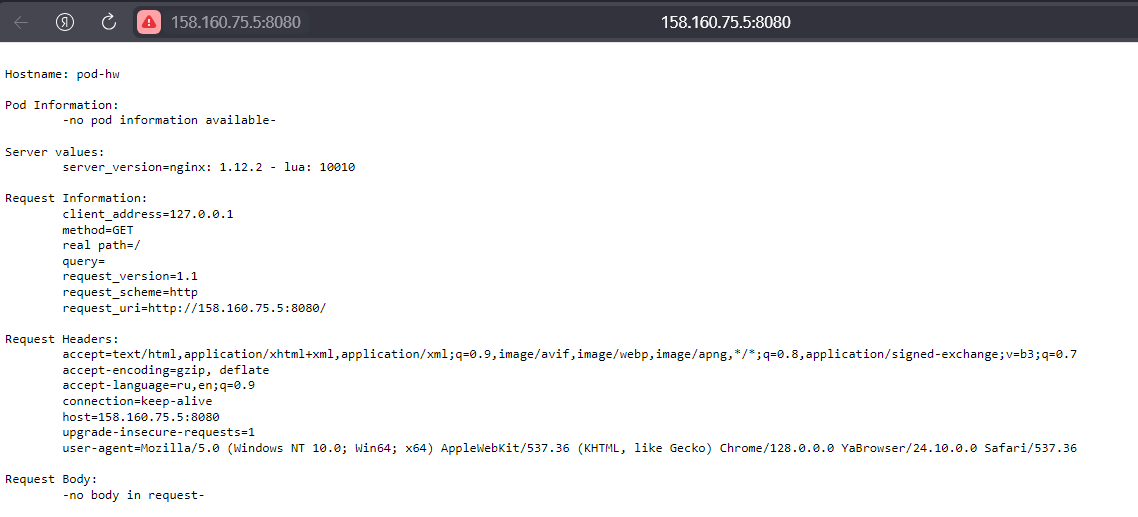 158.160.75.5:8080 158.160.75.5:8080
Hostname: pod-hw
Pod Information:
-no pod information available-
Server values:
server_version=nginx: 1.12.2 - lua: 10010
Request Information:
client_address=127.0.0.1
method=GET
real path=/
query=
request_version=1.1
request_scheme=http
request_uri=http://158.160.75.5:8080/
Request Headers:
accept=text/html,application/xhtml+xml,application/xml;q=0.9,image/avif,image/webp,image/apng,*/*;q=0.8,application/signed-exchange;v=b3;q=0.7
accept-encoding=gzip, deflate
accept-language=ru,en;q=0.9
connection=keep-alive
host=158.160.75.5:8080
upgrade-insecure-requests=1
user-agent=Mozilla/5.0 (Windows NT 10.0; Win64; x64) AppleWebKit/537.36 (KHTML, like Gecko) Chrome/128.0.0.0 YaBrowser/24.10.0.0 Safari/537.36
Request Body:
-no body in request-